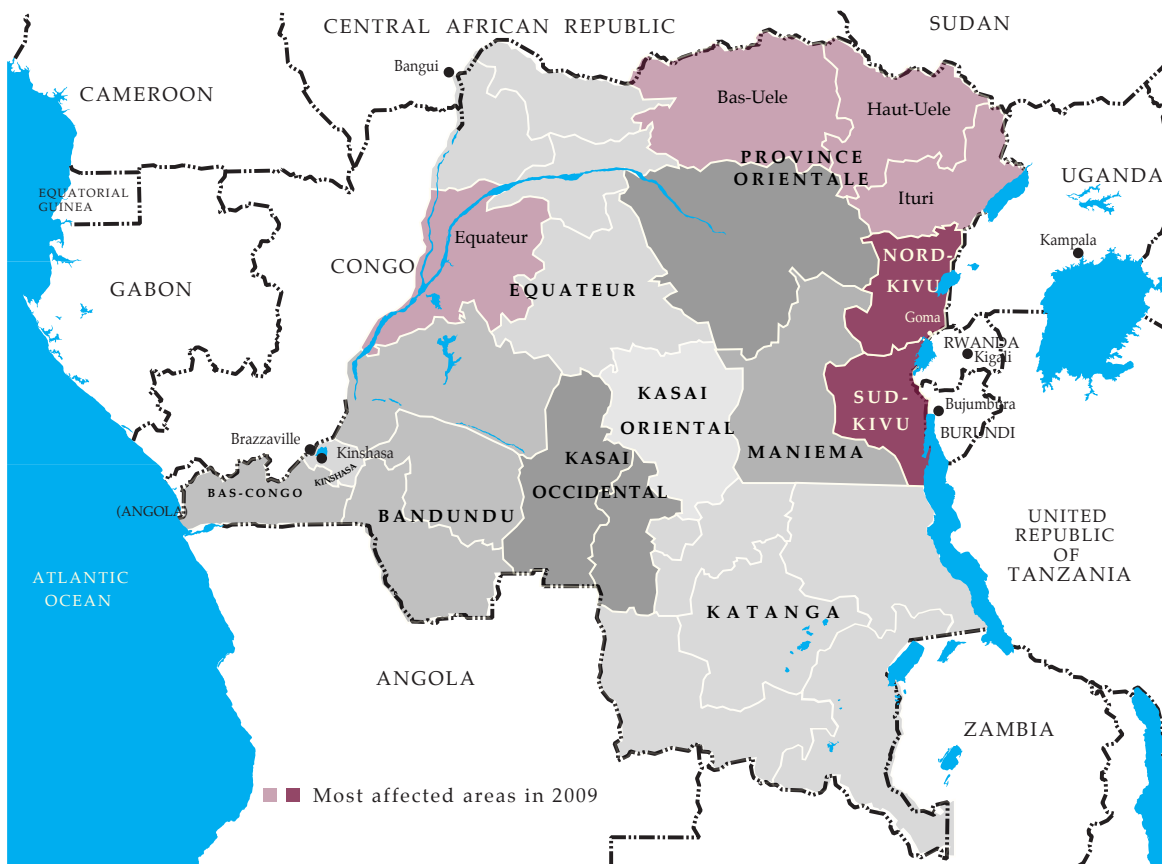 CENTRAL AFRICAN REPUBLIC
SUDAN
Bangui
CAMEROON
Bas-Uele
Haut-Uele
PROVINCE
ORIENTALE
UGANDA
EQUATORIAL
GUINEA
Ituri
Equateur
Kampala
NORD-
KIVU
CONGO
GABON
EQUATEUR
Goma
RWANDA
Kigali
KASAI
ORIENTAL
SUD-
KIVU
Bujumbura
BURUNDI
Brazzaville
Kinshasa
KINSHASA
KASAI
OCCIDENTAL
MANIEMA
BAS-CONGO
(ANGOLA)
BANDUNDU
UNITED
REPUBLIC
OF
TANZANIA
ATLANTIC
OCEAN
KATANGA
ANGOLA
ZAMBIA
Most affected areas in 2009